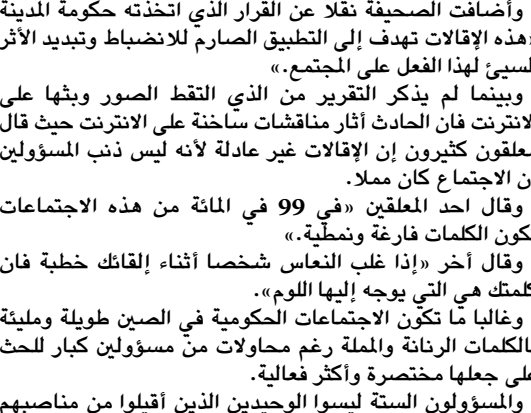 وأضافت الصحيفة نقلا عن القرار الذي اتخذته حكومة المدينة
هذه الإقالات تهدف إلى التطبيق الصارم للانضباط وتبديد الأثر
لسيئ لهذا الفعل على المجتمع.»
وبينما لم يذكر التقرير من الذي التقط الصور وبثها على
لانترنت فان الحادث أثار مناقشات ساخنة على الانترنت حيث قال
معلقون كثيرون إن الإقالات غير عادلة لأنه ليس ذنب المسؤولين
ن الاجتماع كان مملا.
وقال احد المعلقين «في 99 في المائة من هذه الاجتماعات
كون الكلمات فارغة ونمطية.»
وقال أخر «إذا غلب النعاس شخصا أثناء إلقائك خطبة فان
كلمتك هي التي يوجه إليها اللوم».
وغالبا ما تكون الاجتماعات الحكومية في الصين طويلة ومليئة
بالكلمات الرنانة والمملة رغم محاولات من مسؤولين كبار للحث
على جعلها مختصرة وأكثر فعالية.
والمسؤولون الستة ليسوا الوحيدين الذين أقيلوا من مناصبهم